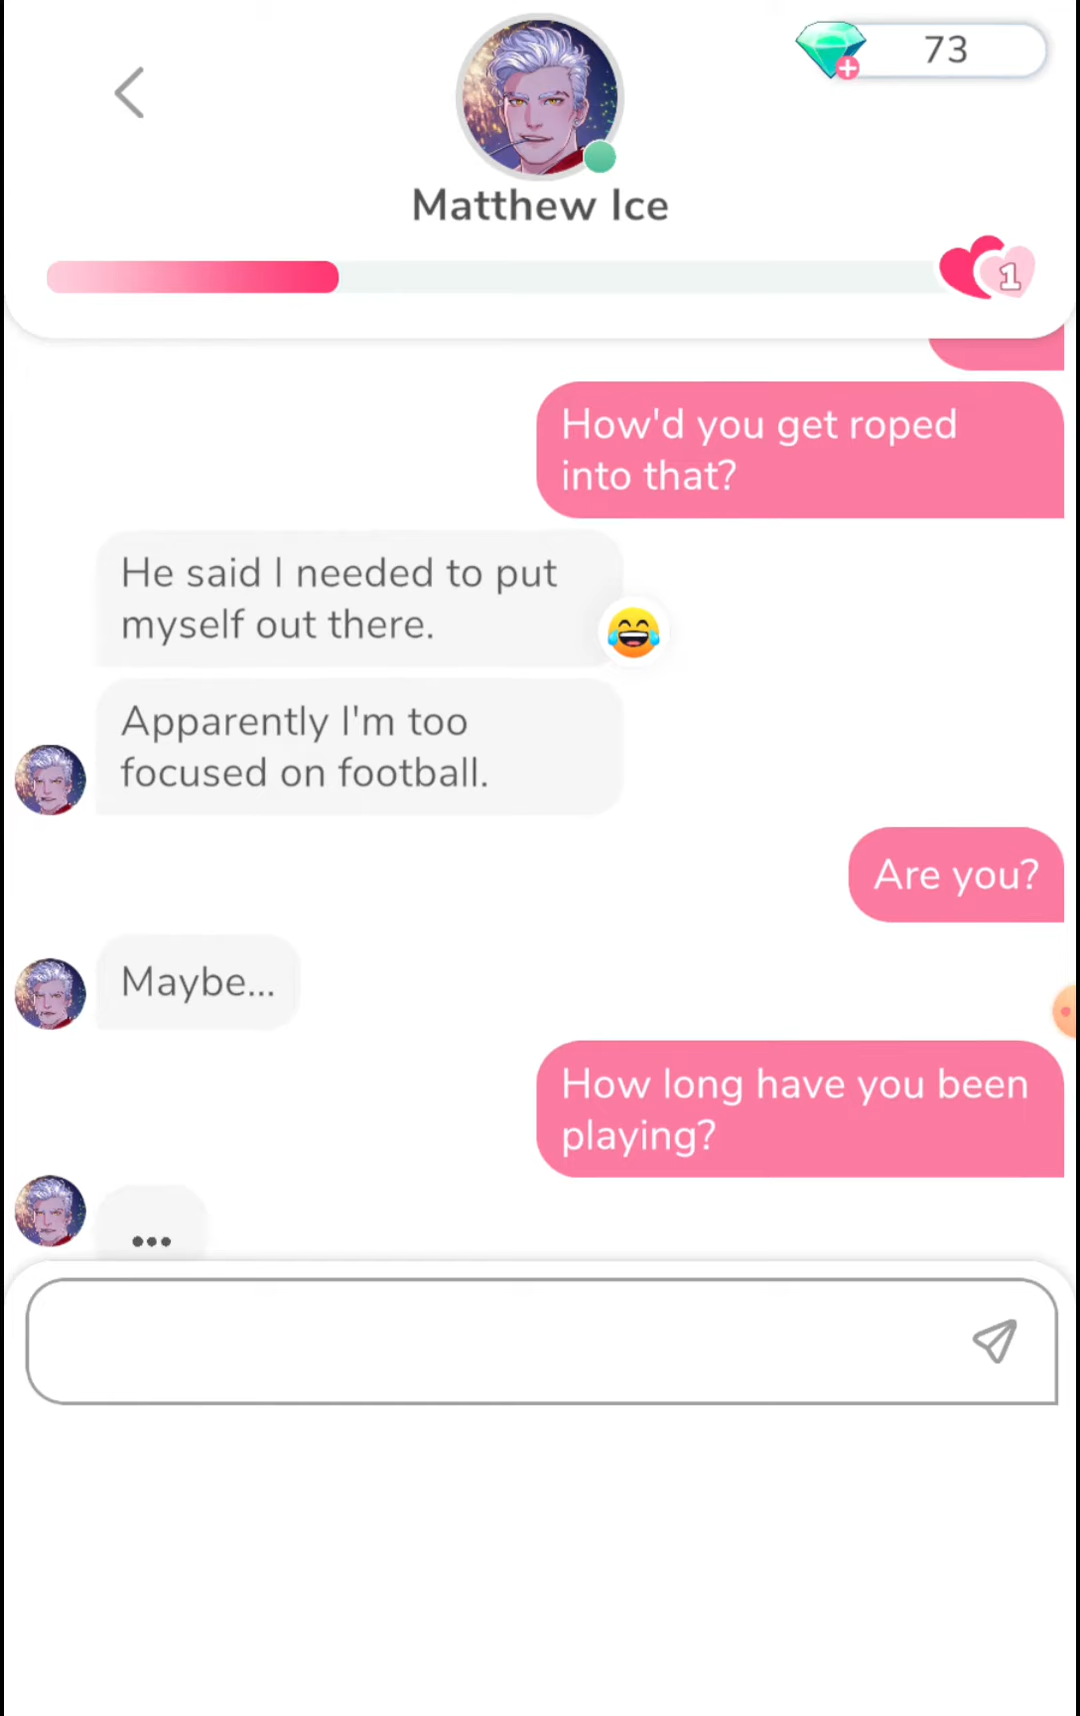 73
Matthew Ice
1
How'd you get roped
into that?
He said I needed to put
myself out there.
Apparently I'm too
focused on football.
Are you?
Maybe...
How long have you been
playing?
...